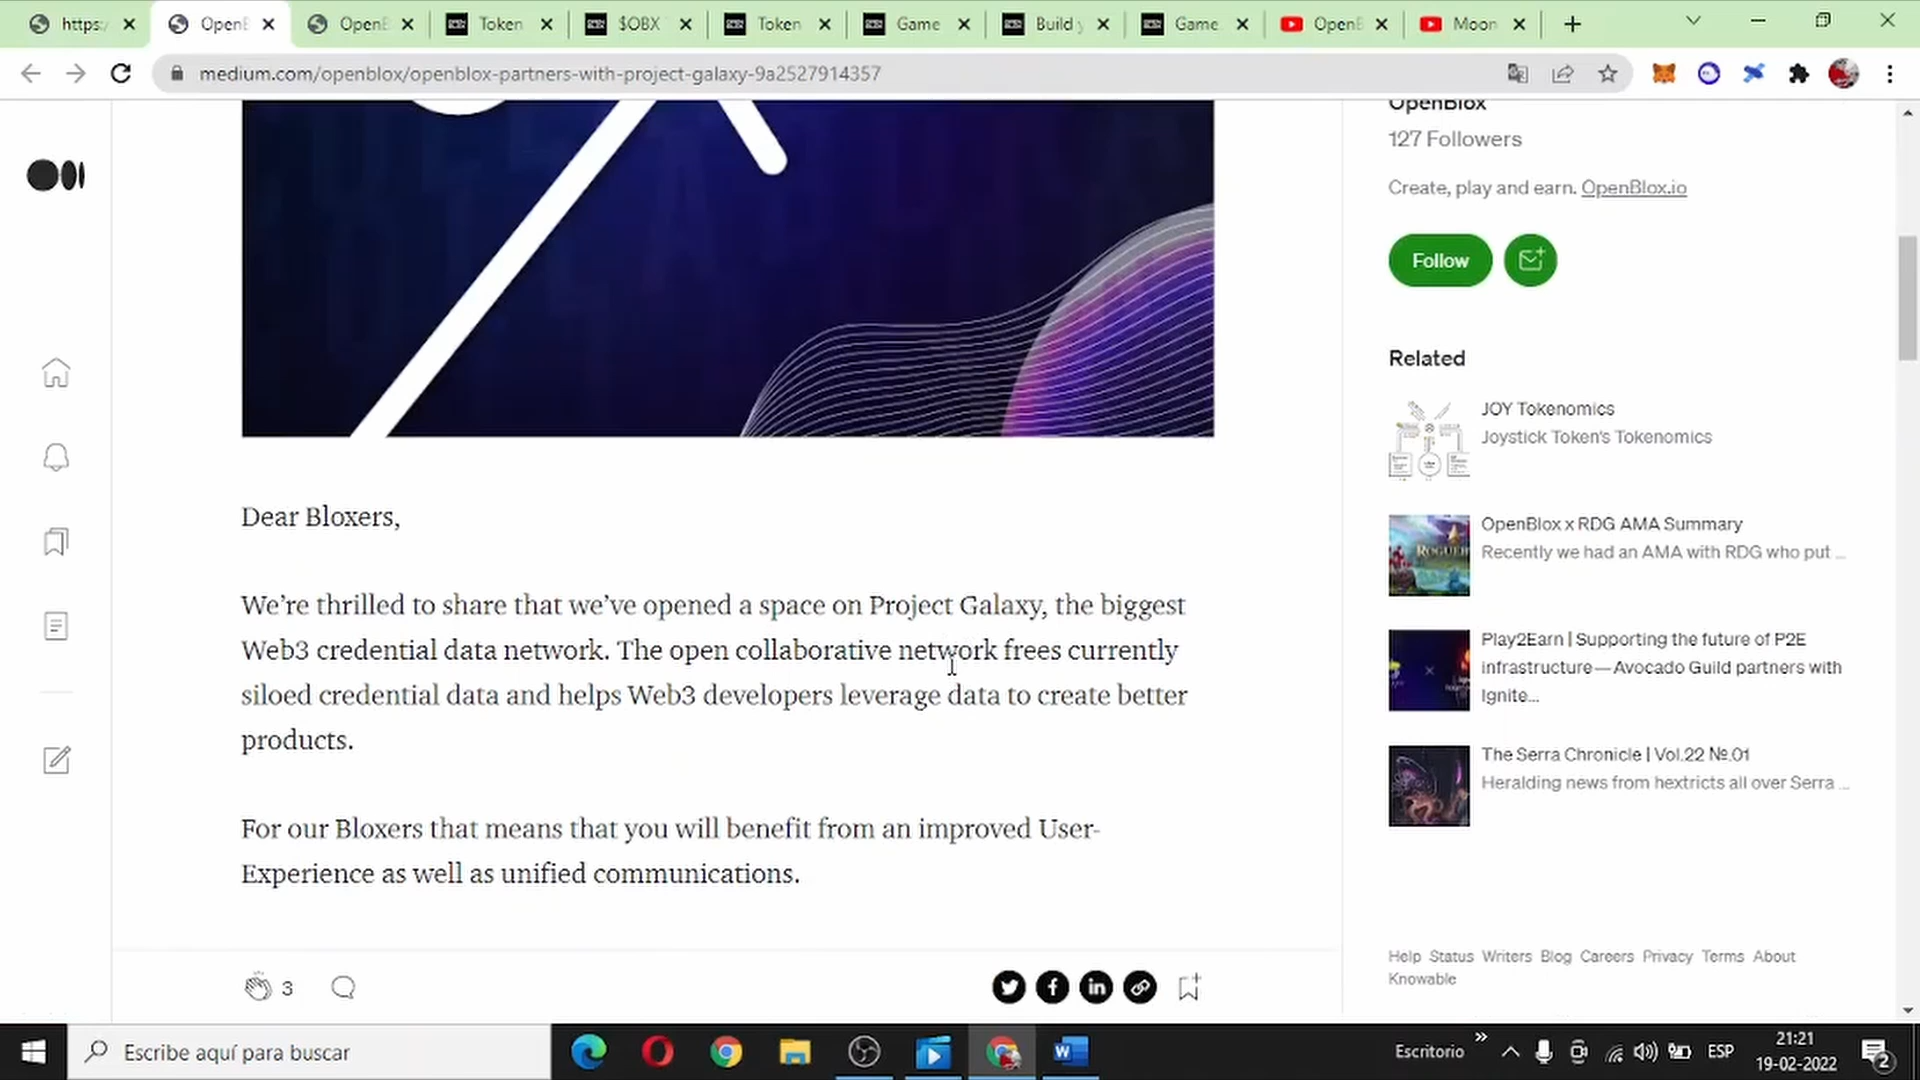 https:
OpenB
OpenB
Token
$OBX
Token
Game
Build y
Game
OpenB
Moon
medium.com/openblox/openblox-partners-with-project-galaxy-9a2527914357
Dear Bloxers,
We’re thrilled to share that we’ve opened a space on Project Galaxy, the biggest
Web3 credential data network. The open collaborative network frees currently
siloed credential data and helps Web3 developers leverage data to create better
products.
For our Bloxers that means that you will benefit from an improved User-
Experience as well as unified communications.
3
OpenBlox
127 Followers
Create, play and earn. OpenBlox.io
Follow
Related
JOY Tokenomics
Joystick Token's Tokenomics
OpenBlox x RDG AMA Summary
Recently we had an AMA with RDG who put ...
Play2Earn | Supporting the future of P2E
infrastructure — Avocado Guild partners with
Ignite...
The Serra Chronicle | Vol.22 №.01
Heralding news from hextricts all over Serra ...
Help Status Writers Blog Careers Privacy Terms About
Knowable
Escribe aquí para buscar
Escritorio
ESP
21:21
19-02-2022
2